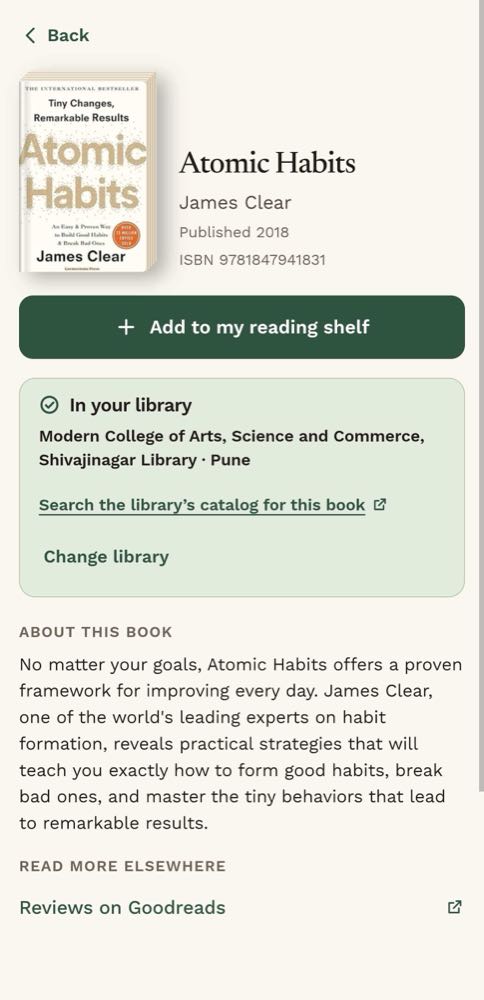 Back
THE INTERNATIONAL BESTSELLER
Tiny Changes,
Remarkable Results
Atomic
Habits
An Easy & Proven Way
to Build Good Habits
& Break Bad Ones
OVER
COPIES
SOLD
James Clear
Atomic Habits
James Clear
Published 2018
ISBN 9781847941831
Add to my reading shelf
In your library
Modern College of Arts, Science and Commerce,
Shivajinagar Library · Pune
Search the library’s catalog for this book
Change library
ABOUT THIS BOOK
No matter your goals, Atomic Habits offers a proven
framework for improving every day. James Clear,
one of the world's leading experts on habit
formation, reveals practical strategies that will
teach you exactly how to form good habits, break
bad ones, and master the tiny behaviors that lead
to remarkable results.
READ MORE ELSEWHERE
Reviews on Goodreads